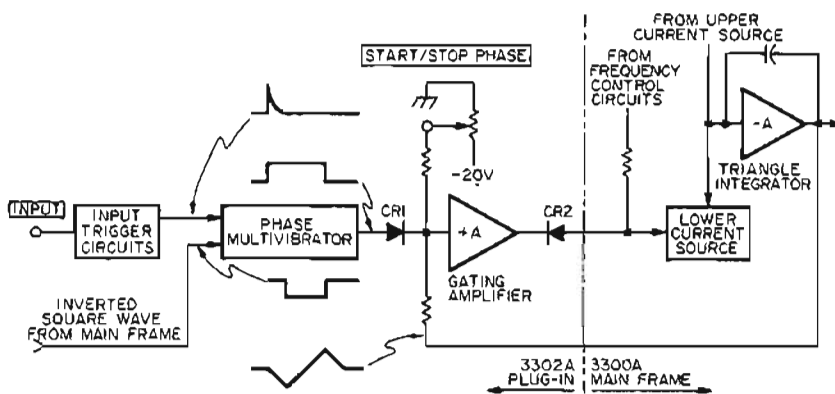 FROM UPPER
CURRENT SOURCE
START/STOP PHASE
FROM
FREQUENCY
CONTROL
CIRCUITS
-A
-20V
TRIANGLE
INTEGRATOR
INPUT
INPUT
TRIGGER
CIRCUITS
PHASE
MULTIVIBRATOR
CR1
+A
CR2
LOWER
CURRENT
SOURCE
GATING
AMPLIFIER
INVERTED
SQUARE WAVE
FROM MAIN FRAME
3302A
PLUG-IN
3300A
MAIN FRAME